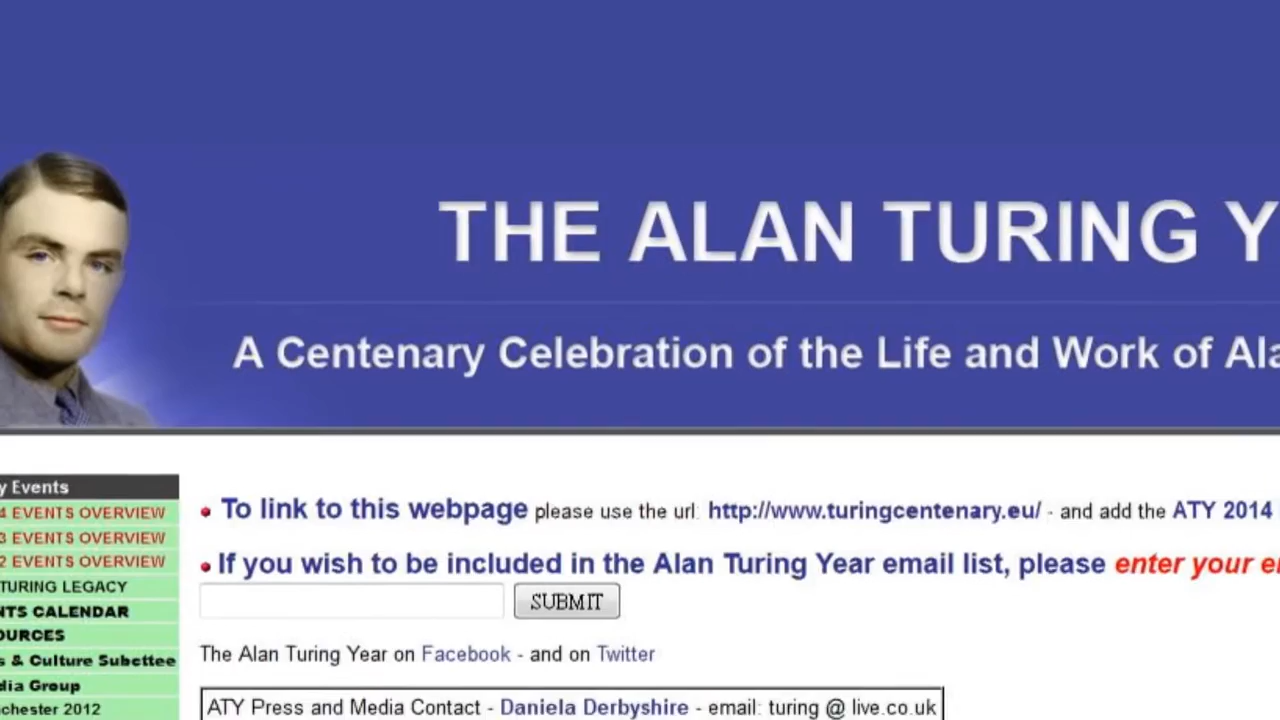 THE ALAN TURING Y
A Centenary Celebration of the Life and Work of Ala
y Events
4 EVENTS OVERVIEW
3 EVENTS OVERVIEW
2 EVENTS OVERVIEW
TURING LEGACY
NTS CALENDAR
OURCES
s & Culture Subcttee
dia Group
chester 2012
To link to this webpage please use the url: http://www.turingcentenary.eu/ - and add the ATY 2014
If you wish to be included in the Alan Turing Year email list, please enter your e
SUBMIT
The Alan Turing Year on Facebook - and on Twitter
ATY Press and Media Contact - Daniela Derbyshire - email: turing @ live.co.uk